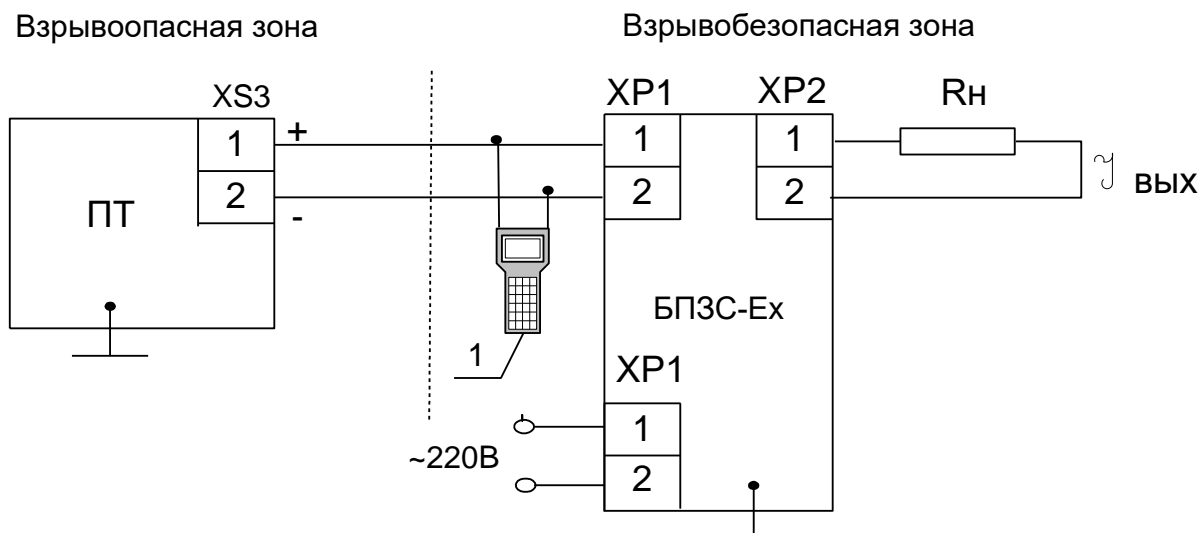 Взрывоопасная зона
Взрывобезопасная зона
XS3
XP1
XP2
Rн
1
+
1
1
2
-
2
2
вых
ПТ
БПЗС-Ex
1
XP1
1
~220В
2